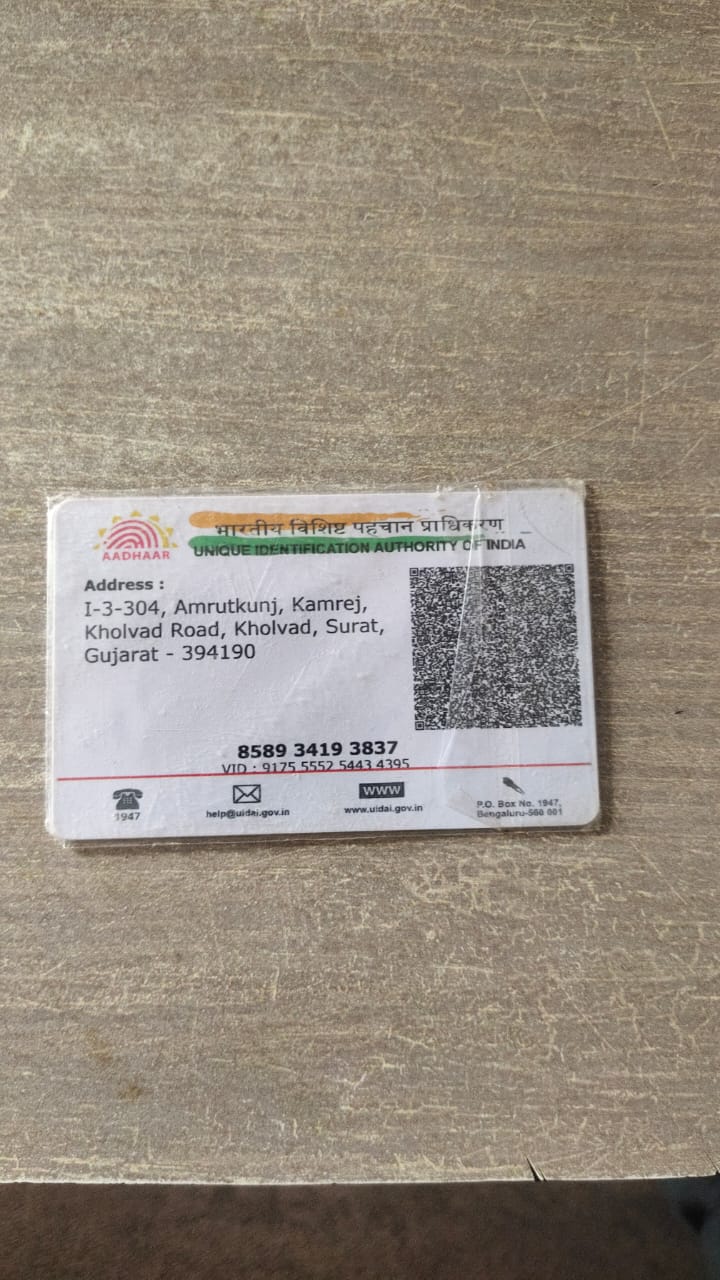 भारतीय विशिष्ट पहचान प्राधिकरण
AADHAAR
UNIQUE IDENTIFICATION AUTHORITY OF INDIA
Address :
I-3-304, Amrutkunj, Kamrej,
Kholvad Road, Kholvad, Surat,
Gujarat - 394190
8589 3419 3837
VID : 9175 5552 5443 4395
1947
help@uidai.gov.in
WWW
www.uidai.gov.in
P.O. Box No. 1947,
Bengaluru-560 001